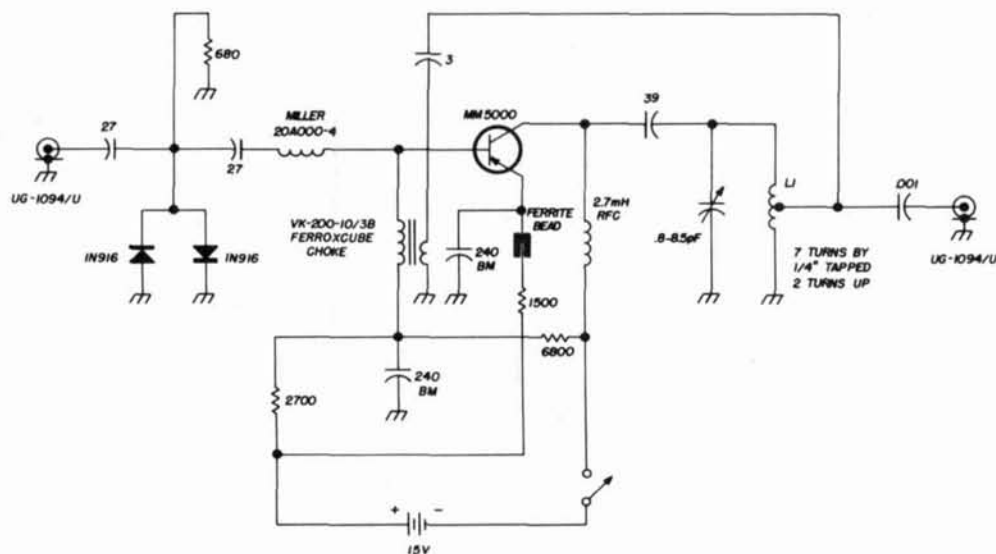 680
3
MILLER
20A000-4
MM5000
39
27
27
UG-1094/U
2.7mH
RFC
L1
.001
FERRITE
BEAD
VK-200-10/3B
FERROXCUBE
CHOKE
240
BM
.8-8.5pF
UG-1094/U
1N916
1N916
7 TURNS BY
1/4" TAPPED
2 TURNS UP
1500
6800
240
BM
2700
+
-
15V